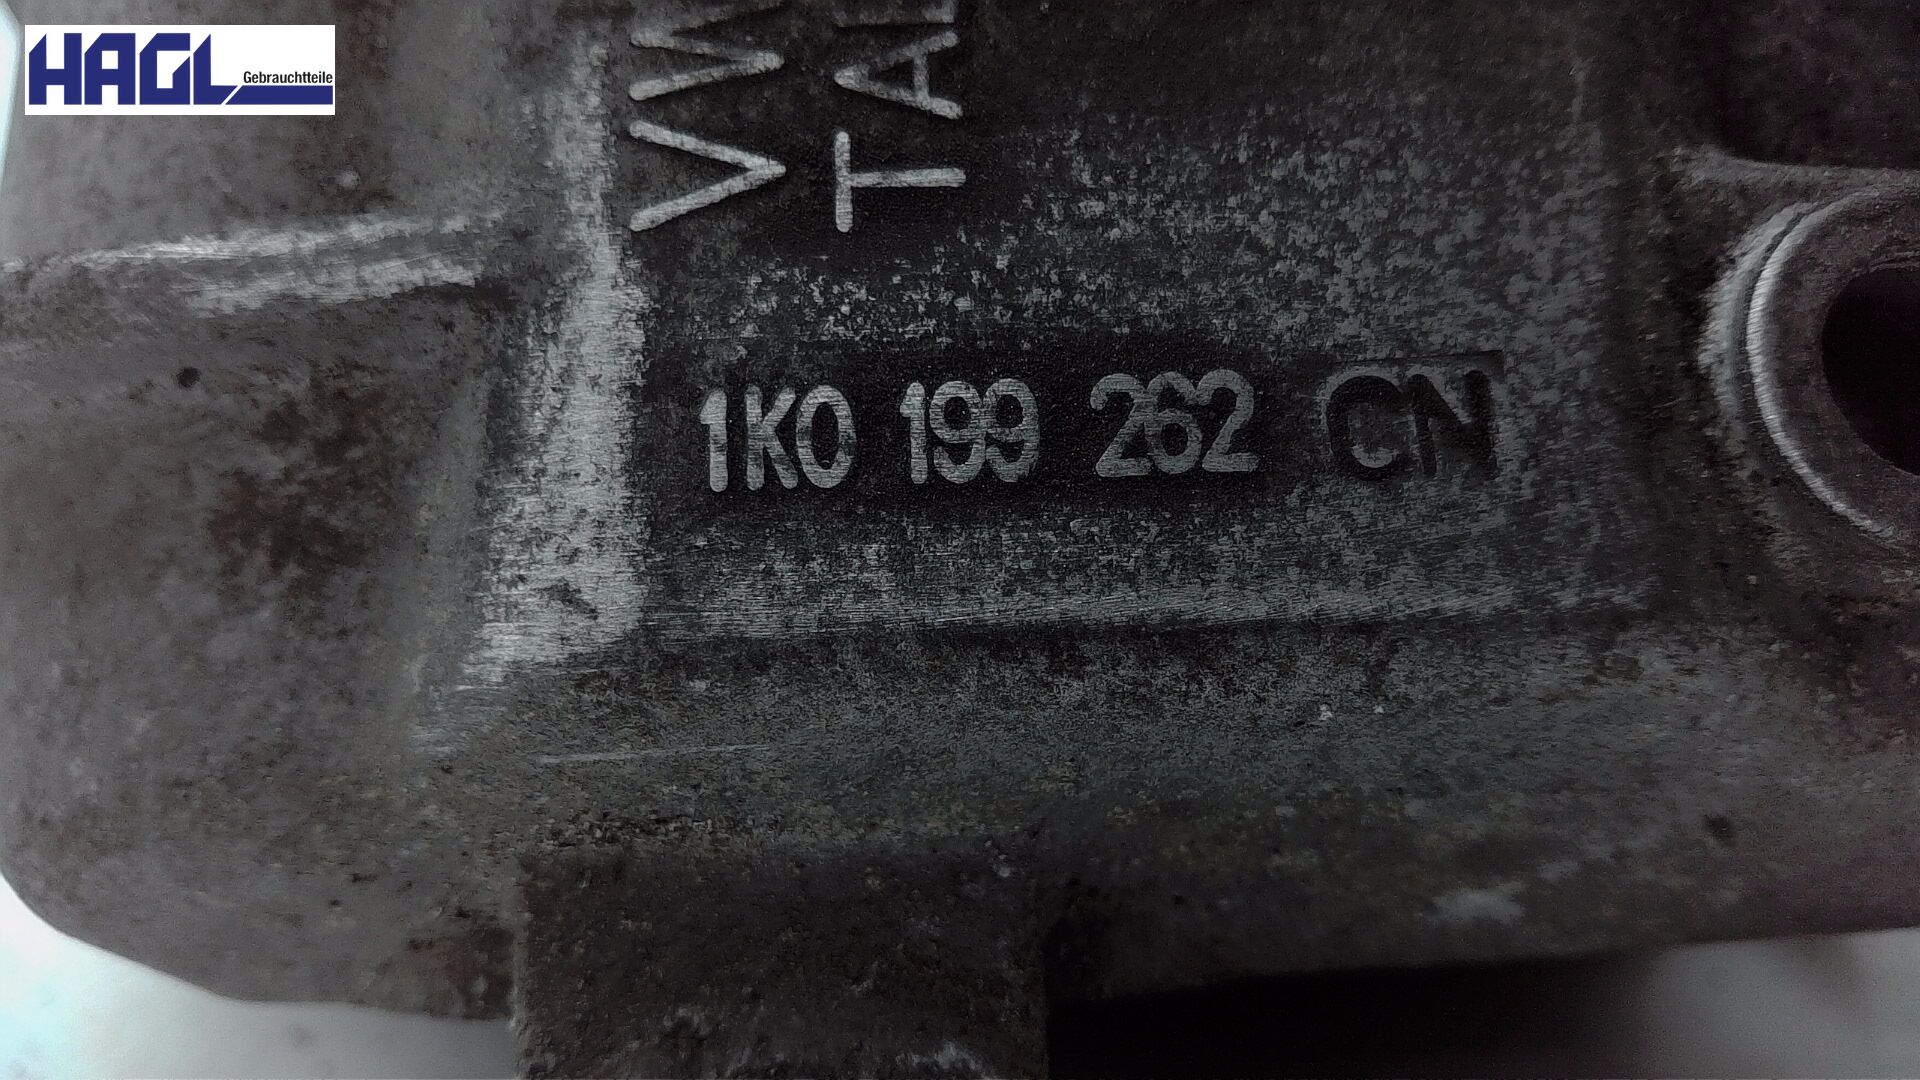 HAGL
Gebrauchtteile
1K0 199 262 CN